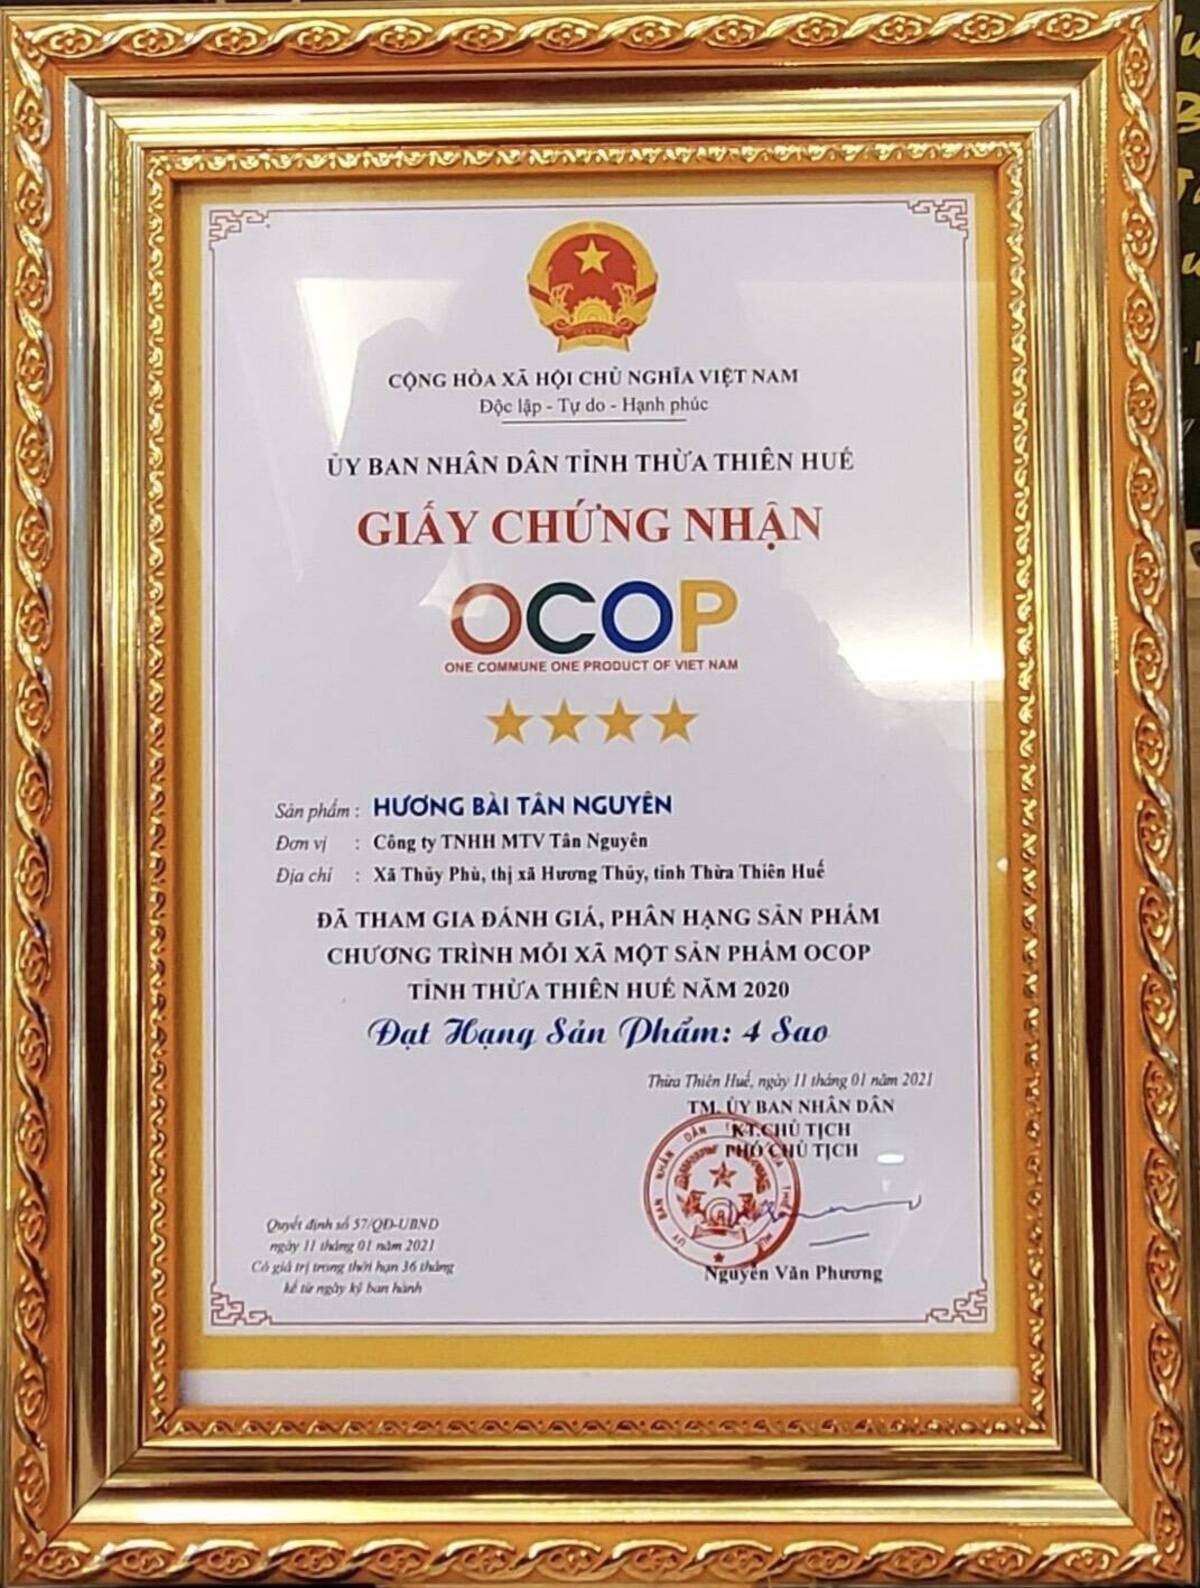 CỘNG HÒA XÃ HỘI CHỦ NGHĨA VIỆT NAM
Độc lập - Tự do - Hạnh phúc
ỦY BAN NHÂN DÂN TỈNH THỪA THIÊN HUẾ
GIẤY CHỨNG NHẬN
OCOP
ONE COMMUNE ONE PRODUCT OF VIET NAM
Sản phẩm : HƯƠNG BÀI TÂN NGUYÊN
Đơn vị : Công ty TNHH MTV Tân Nguyên
Địa chỉ : Xã Thủy Phù, thị xã Hương Thủy, tỉnh Thừa Thiên Huế
ĐÃ THAM GIA ĐÁNH GIÁ, PHÂN HẠNG SẢN PHẨM
CHƯƠNG TRÌNH MỖI XÃ MỘT SẢN PHẨM OCOP
TỈNH THỪA THIÊN HUẾ NĂM 2020
Đạt Hạng Sản Phẩm: 4 Sao
Thừa Thiên Huế, ngày 11 tháng 01 năm 2021
TM. ỦY BAN NHÂN DÂN
KT.CHỦ TỊCH
PHÓ CHỦ TỊCH
Nguyễn Văn Phương
Quyết định số 57/QĐ-UBND
ngày 11 tháng 01 năm 2021
Có giá trị trong thời hạn 36 tháng
kể từ ngày ký ban hành